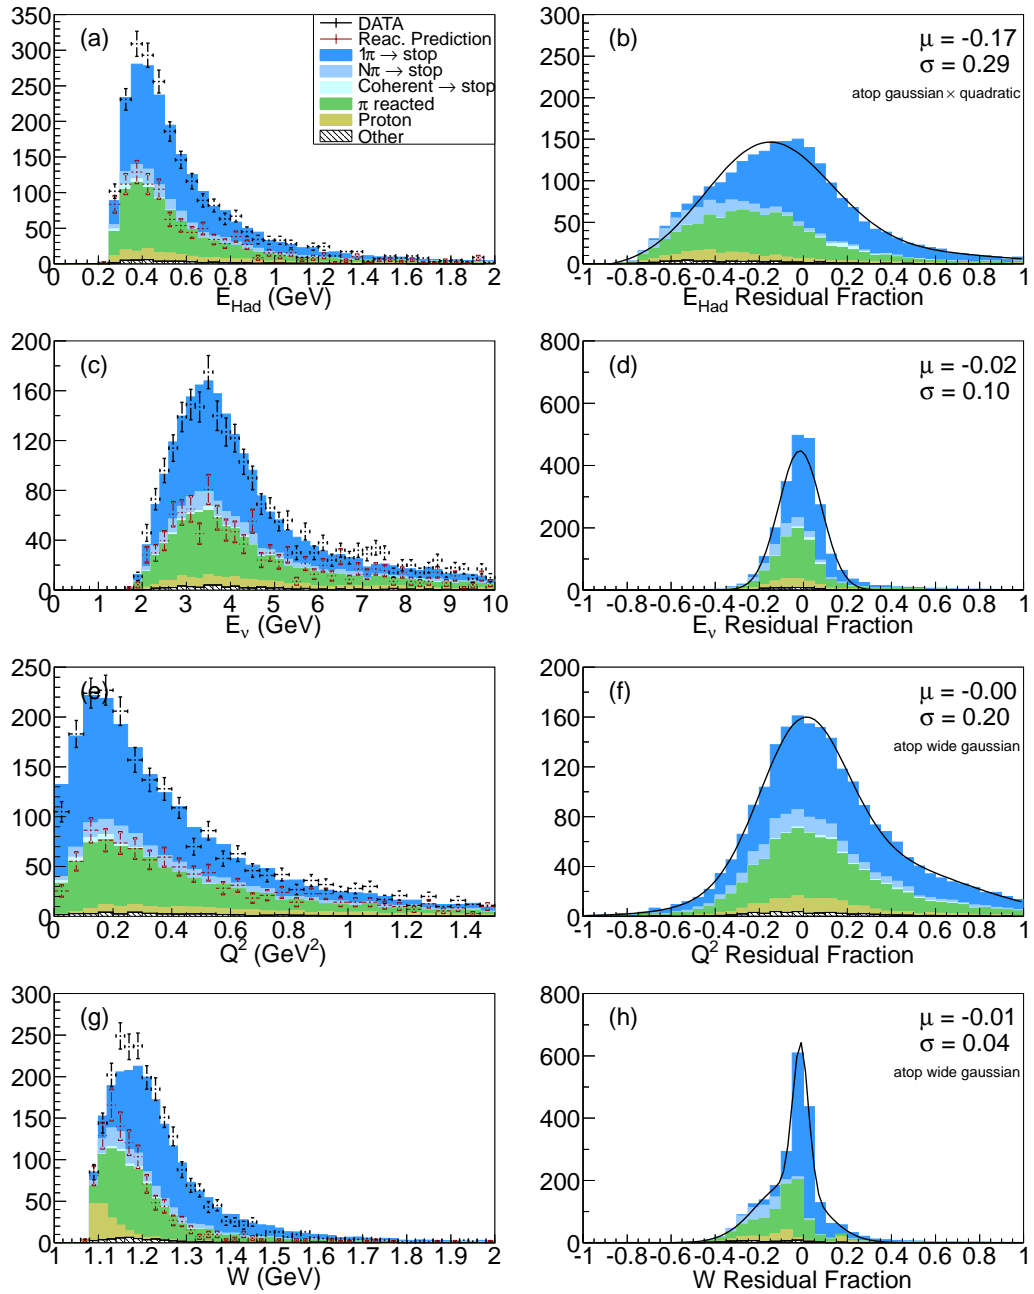 (a)
350
300
250
200
150
100
50
0
DATA
Reac. Prediction
1π → stop
Nπ → stop
Coherent → stop
π reacted
Proton
Other
0 0.2 0.4 0.6 0.8 1 1.2 1.4 1.6 1.8 2
E_Had (GeV)
(b)
300
250
200
150
100
50
0
μ = -0.17
σ = 0.29
atop gaussian × quadratic
-1 -0.8 -0.6 -0.4 -0.2 0 0.2 0.4 0.6 0.8 1
E_Had Residual Fraction
(c)
200
160
120
80
40
0
0 1 2 3 4 5 6 7 8 9 10
E_ν (GeV)
(d)
800
600
400
200
0
μ = -0.02
σ = 0.10
-1 -0.8 -0.6 -0.4 -0.2 0 0.2 0.4 0.6 0.8 1
E_ν Residual Fraction
(e)
250
200
150
100
50
0
0 0.2 0.4 0.6 0.8 1 1.2 1.4
Q² (GeV²)
(f)
200
160
120
80
40
0
μ = -0.00
σ = 0.20
atop wide gaussian
-1 -0.8 -0.6 -0.4 -0.2 0 0.2 0.4 0.6 0.8 1
Q² Residual Fraction
(g)
300
250
200
150
100
50
0
1 1.1 1.2 1.3 1.4 1.5 1.6 1.7 1.8 1.9 2
W (GeV)
(h)
800
600
400
200
0
μ = -0.01
σ = 0.04
atop wide gaussian
-1 -0.8 -0.6 -0.4 -0.2 0 0.2 0.4 0.6 0.8 1
W Residual Fraction